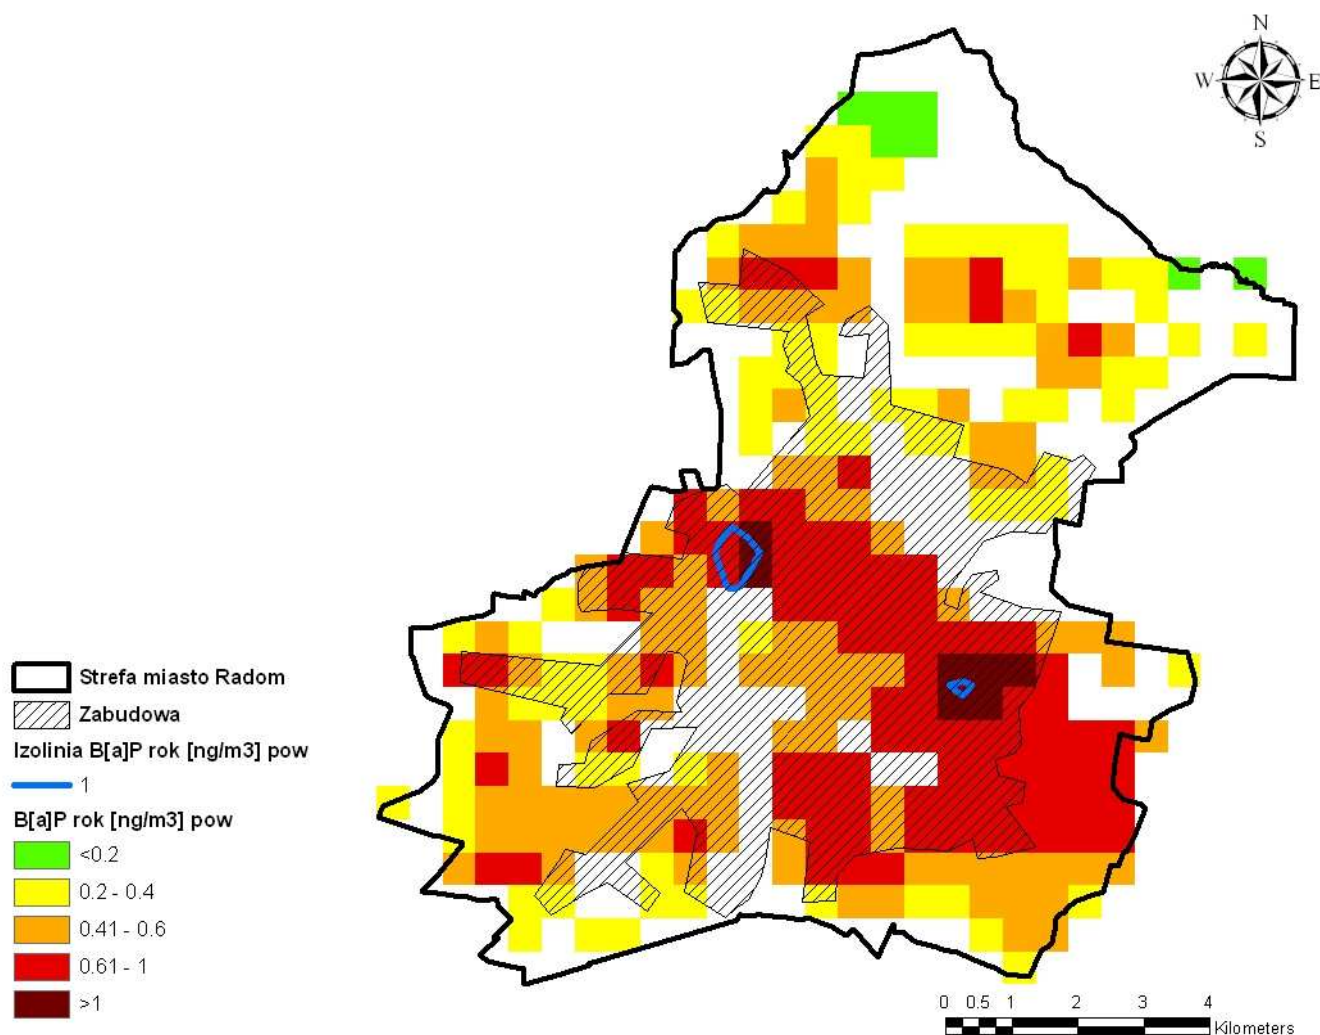 N
W E
S
Strefa miasto Radom
Zabudowa
Izolinia B[a]P rok [ng/m3] pow
1
B[a]P rok [ng/m3] pow
<0.2
0.2 - 0.4
0.41 - 0.6
0.61 - 1
>1
0 0.5 1 2 3 4
Kilometers